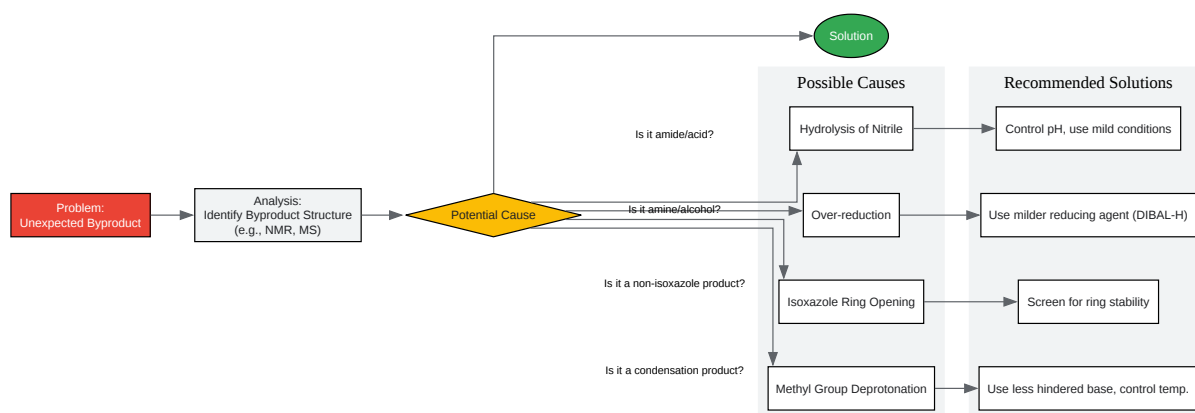 Solution
Possible Causes
Recommended Solutions
Is it amide/acid?
Hydrolysis of Nitrile
Control pH, use mild conditions
Problem:
Unexpected Byproduct
Analysis:
Identify Byproduct Structure
(e.g., NMR, MS)
Potential Cause
Is it amine/alcohol?
Over-reduction
Use milder reducing agent (DIBAL-H)
Is it a non-isoxazole product?
Isoxazole Ring Opening
Screen for ring stability
Is it a condensation product?
Methyl Group Deprotonation
Use less hindered base, control temp.